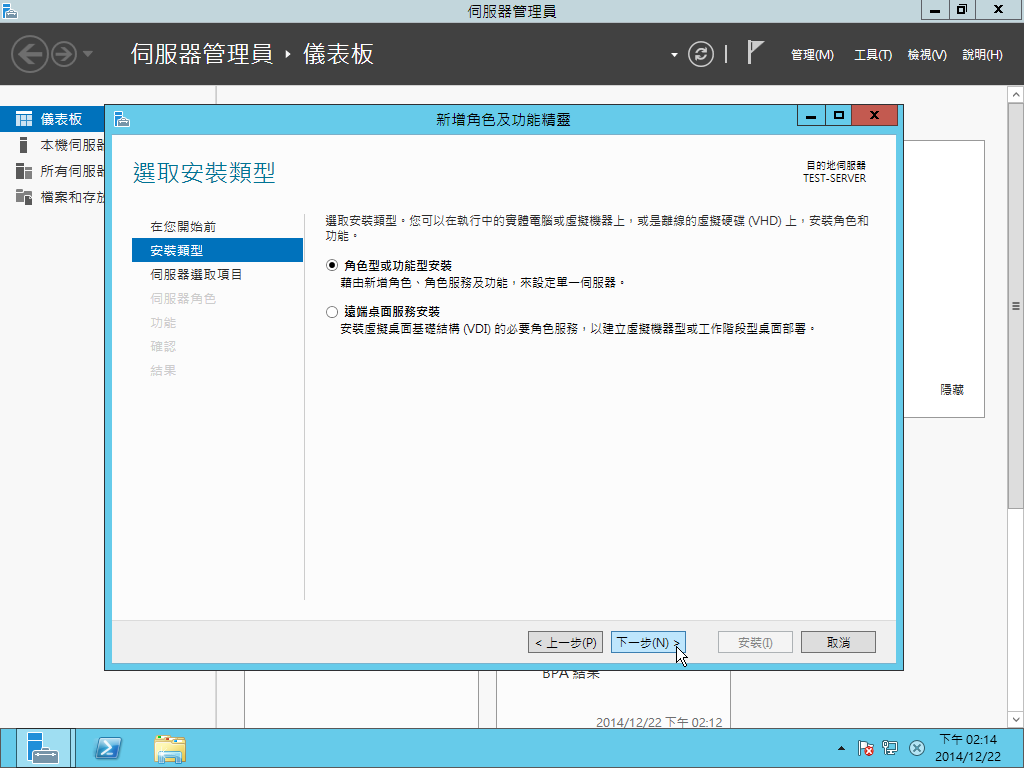 伺服器管理員
伺服器管理員 ‣ 儀表板
管理(M) 工具(T) 檢視(V) 說明(H)
儀表板
本機伺服器
所有伺服器
檔案和存放
新增角色及功能精靈
選取安裝類型
目的地伺服器
TEST-SERVER
在您開始前
安裝類型
伺服器選取項目
伺服器角色
功能
確認
結果
選取安裝類型。您可以在執行中的實體電腦或虛擬機器上，或是離線的虛擬硬碟 (VHD) 上，安裝角色和
功能。
角色型或功能型安裝
藉由新增角色、角色服務及功能，來設定單一伺服器。
遠端桌面服務安裝
安裝虛擬桌面基礎結構 (VDI) 的必要角色服務，以建立虛擬機器型或工作階段型桌面部署。
隱藏
< 上一步(P) 下一步(N) > 安裝(I) 取消
BPA 結果
2014/12/22 下午 02:12
下午 02:14
2014/12/22